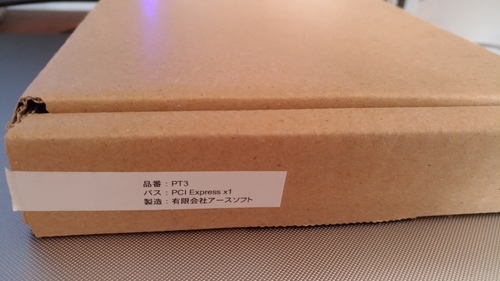 品番：PT3
バス：PCI Express x1
製造：有限会社アースソフト